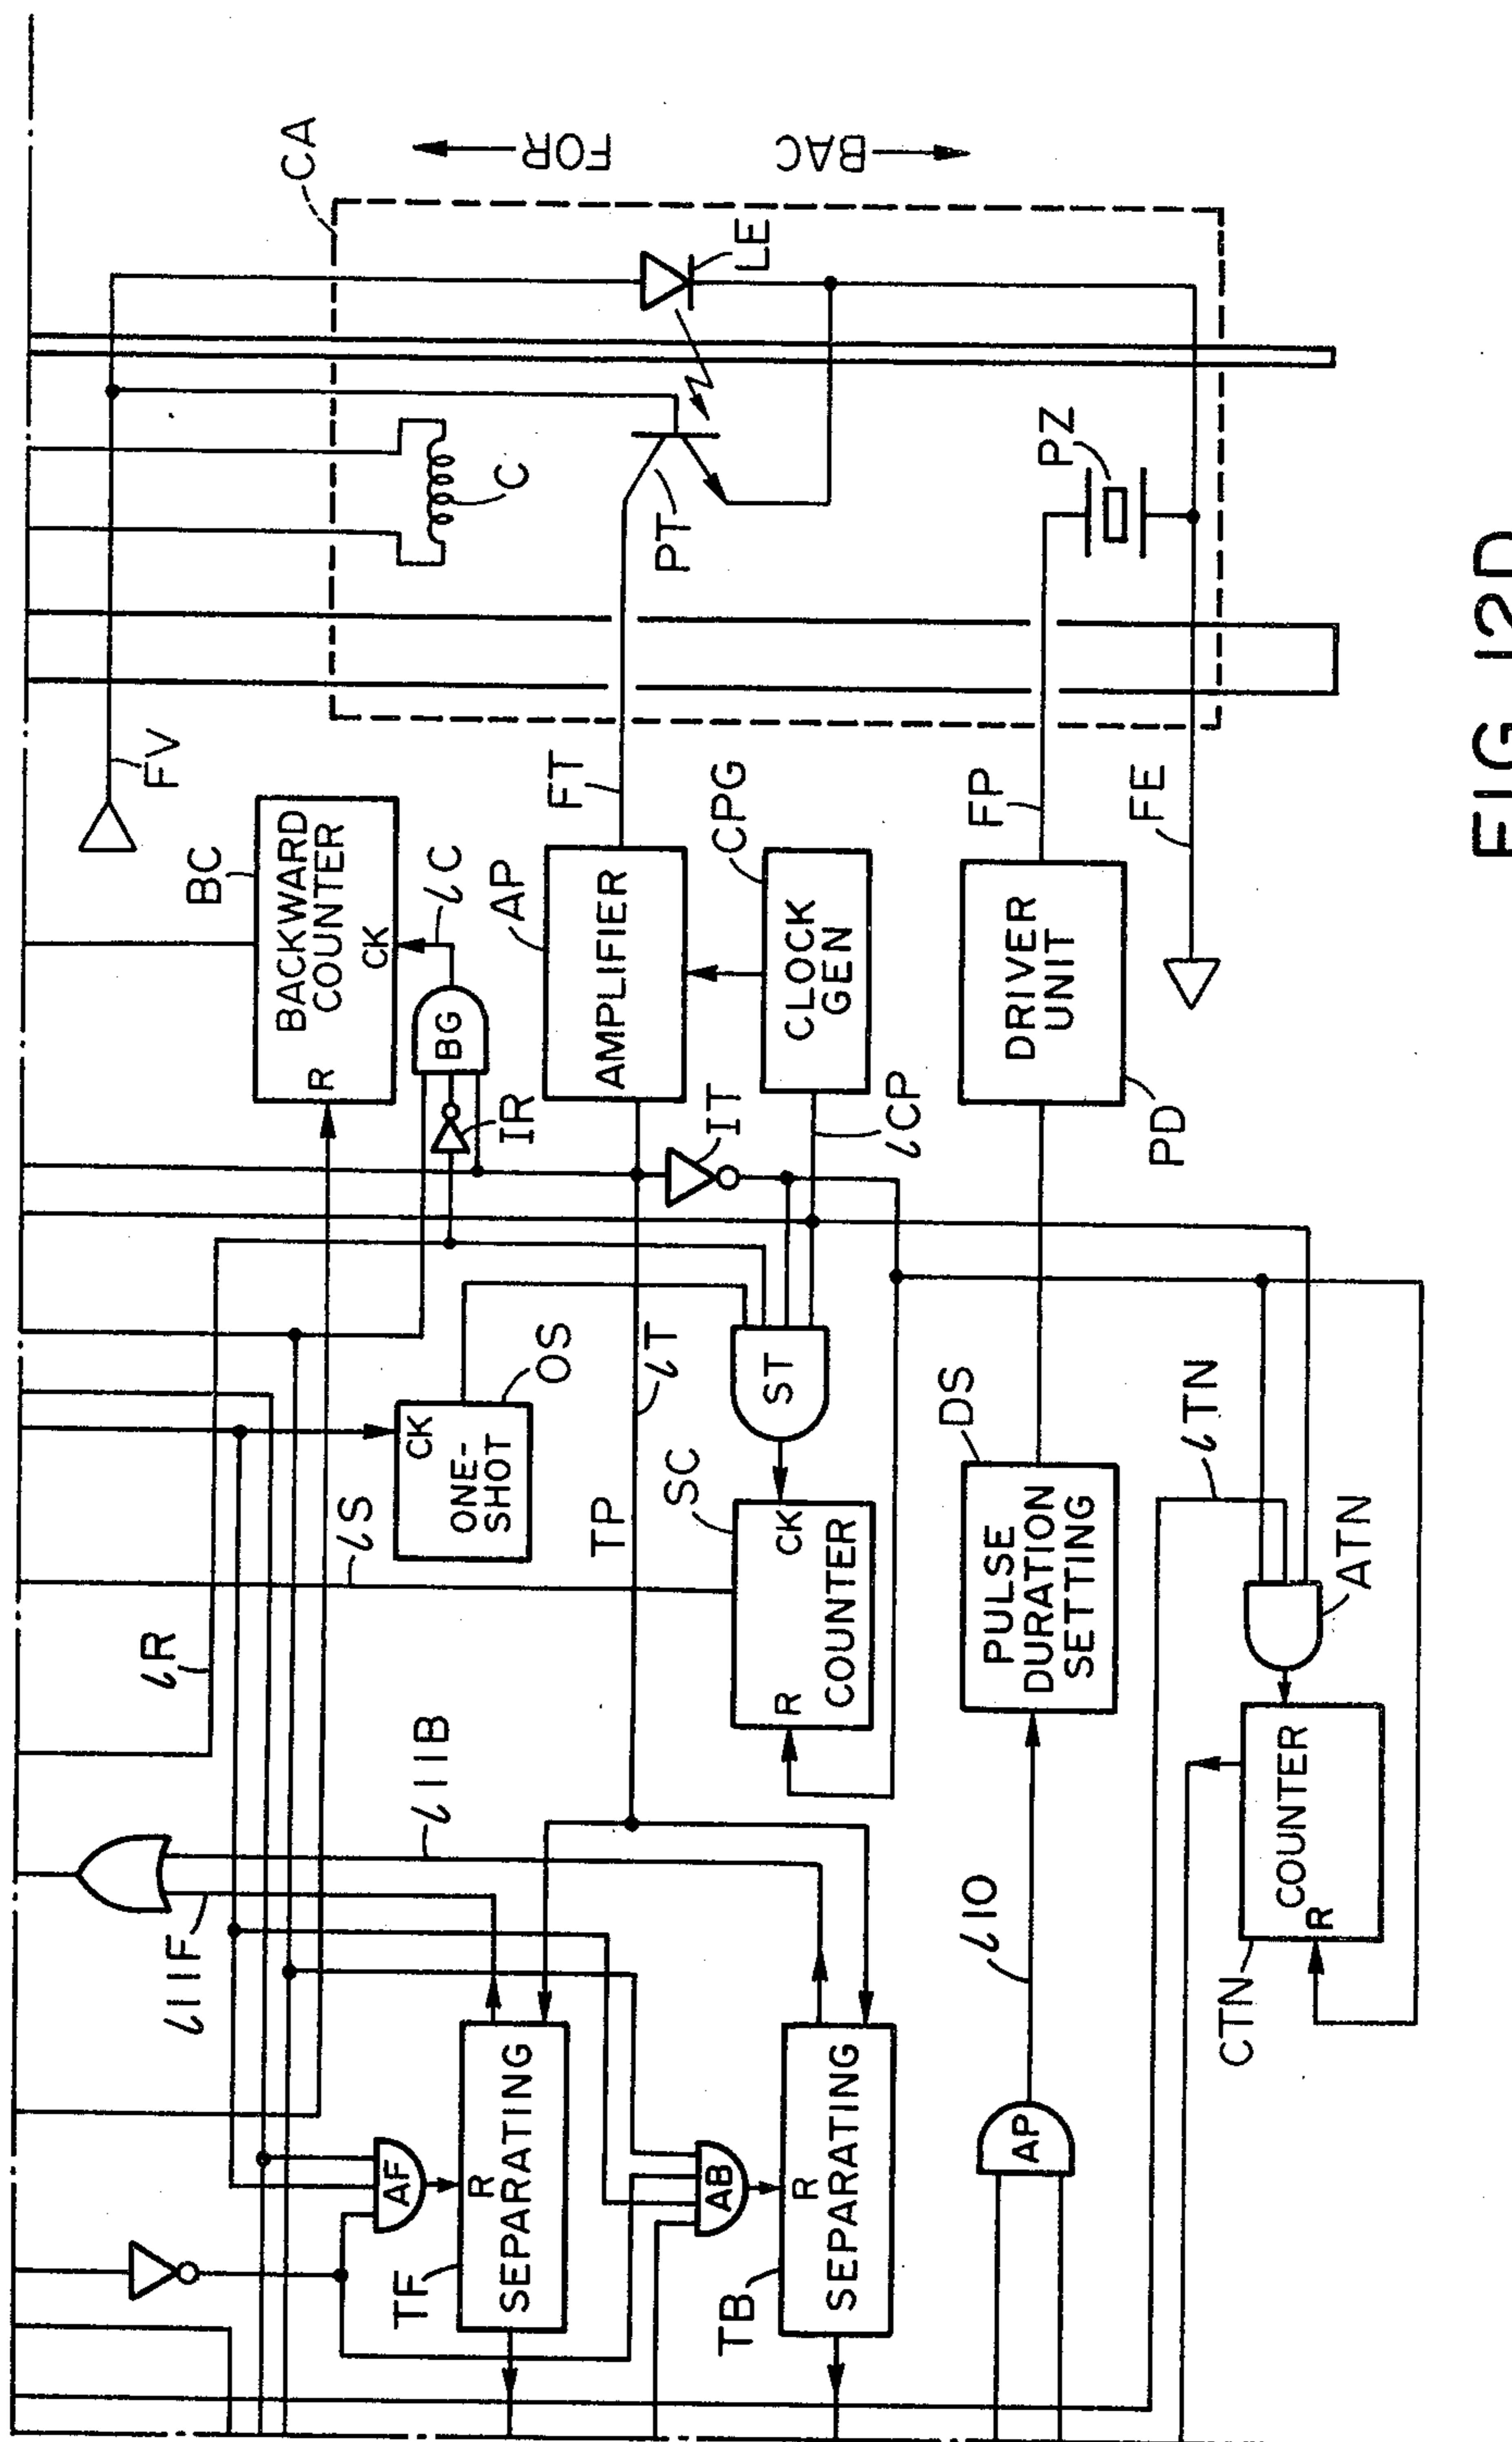 CA
FOR
BAC
LE
C
PT
PZ
FV
FT
FP
FE
BC
BACKWARD
COUNTER
R
CK
ℓC
BG
IR
AP
AMPLIFIER
CPG
CLOCK
GEN
IT
ℓCP
DRIVER
UNIT
PD
OS
CK
ONE-
SHOT
ℓS
ℓR
TP
ℓT
ST
SC
CK
R
COUNTER
DS
PULSE
DURATION
SETTING
ℓTN
ATN
ℓ11B
ℓ11F
ℓ10
COUNTER
R
CTN
AF
R
SEPARATING
TF
AB
R
SEPARATING
TB
AP
FIG. 12D